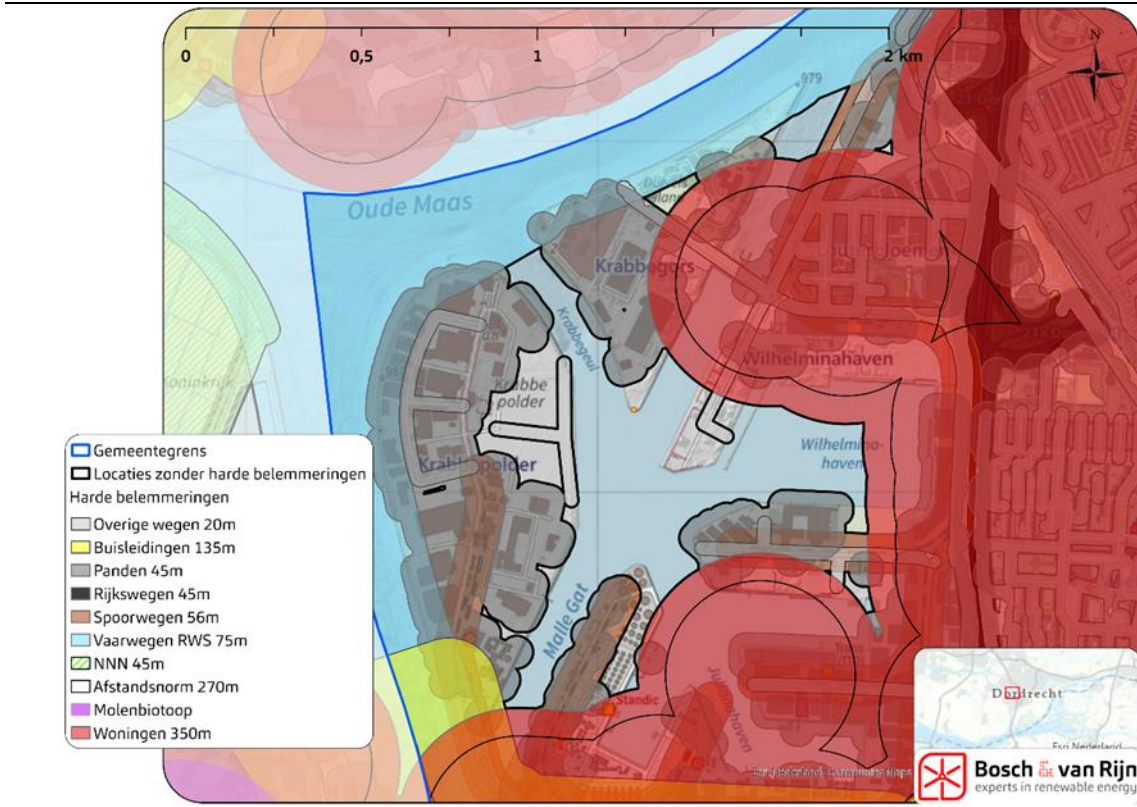 0 0,5 1 2 km
N
979
Oude Maas
Krabbegors
Krabbegeul
Wilhelminahaven
Koninkrijk
Krabbe
polder
Wilhelmina-
haven
Krabbepolder
Malle Gat
Julianahaven
Standic
Gemeentegrens
Locaties zonder harde belemmeringen
Harde belemmeringen
Overige wegen 20m
Buisleidingen 135m
Panden 45m
Rijkswegen 45m
Spoorwegen 56m
Vaarwegen RWS 75m
NNN 45m
Afstandsnorm 270m
Molenbiotoop
Woningen 350m
Dordrecht
Esri Nederland
Bosch & van Rijn
experts in renewable energy